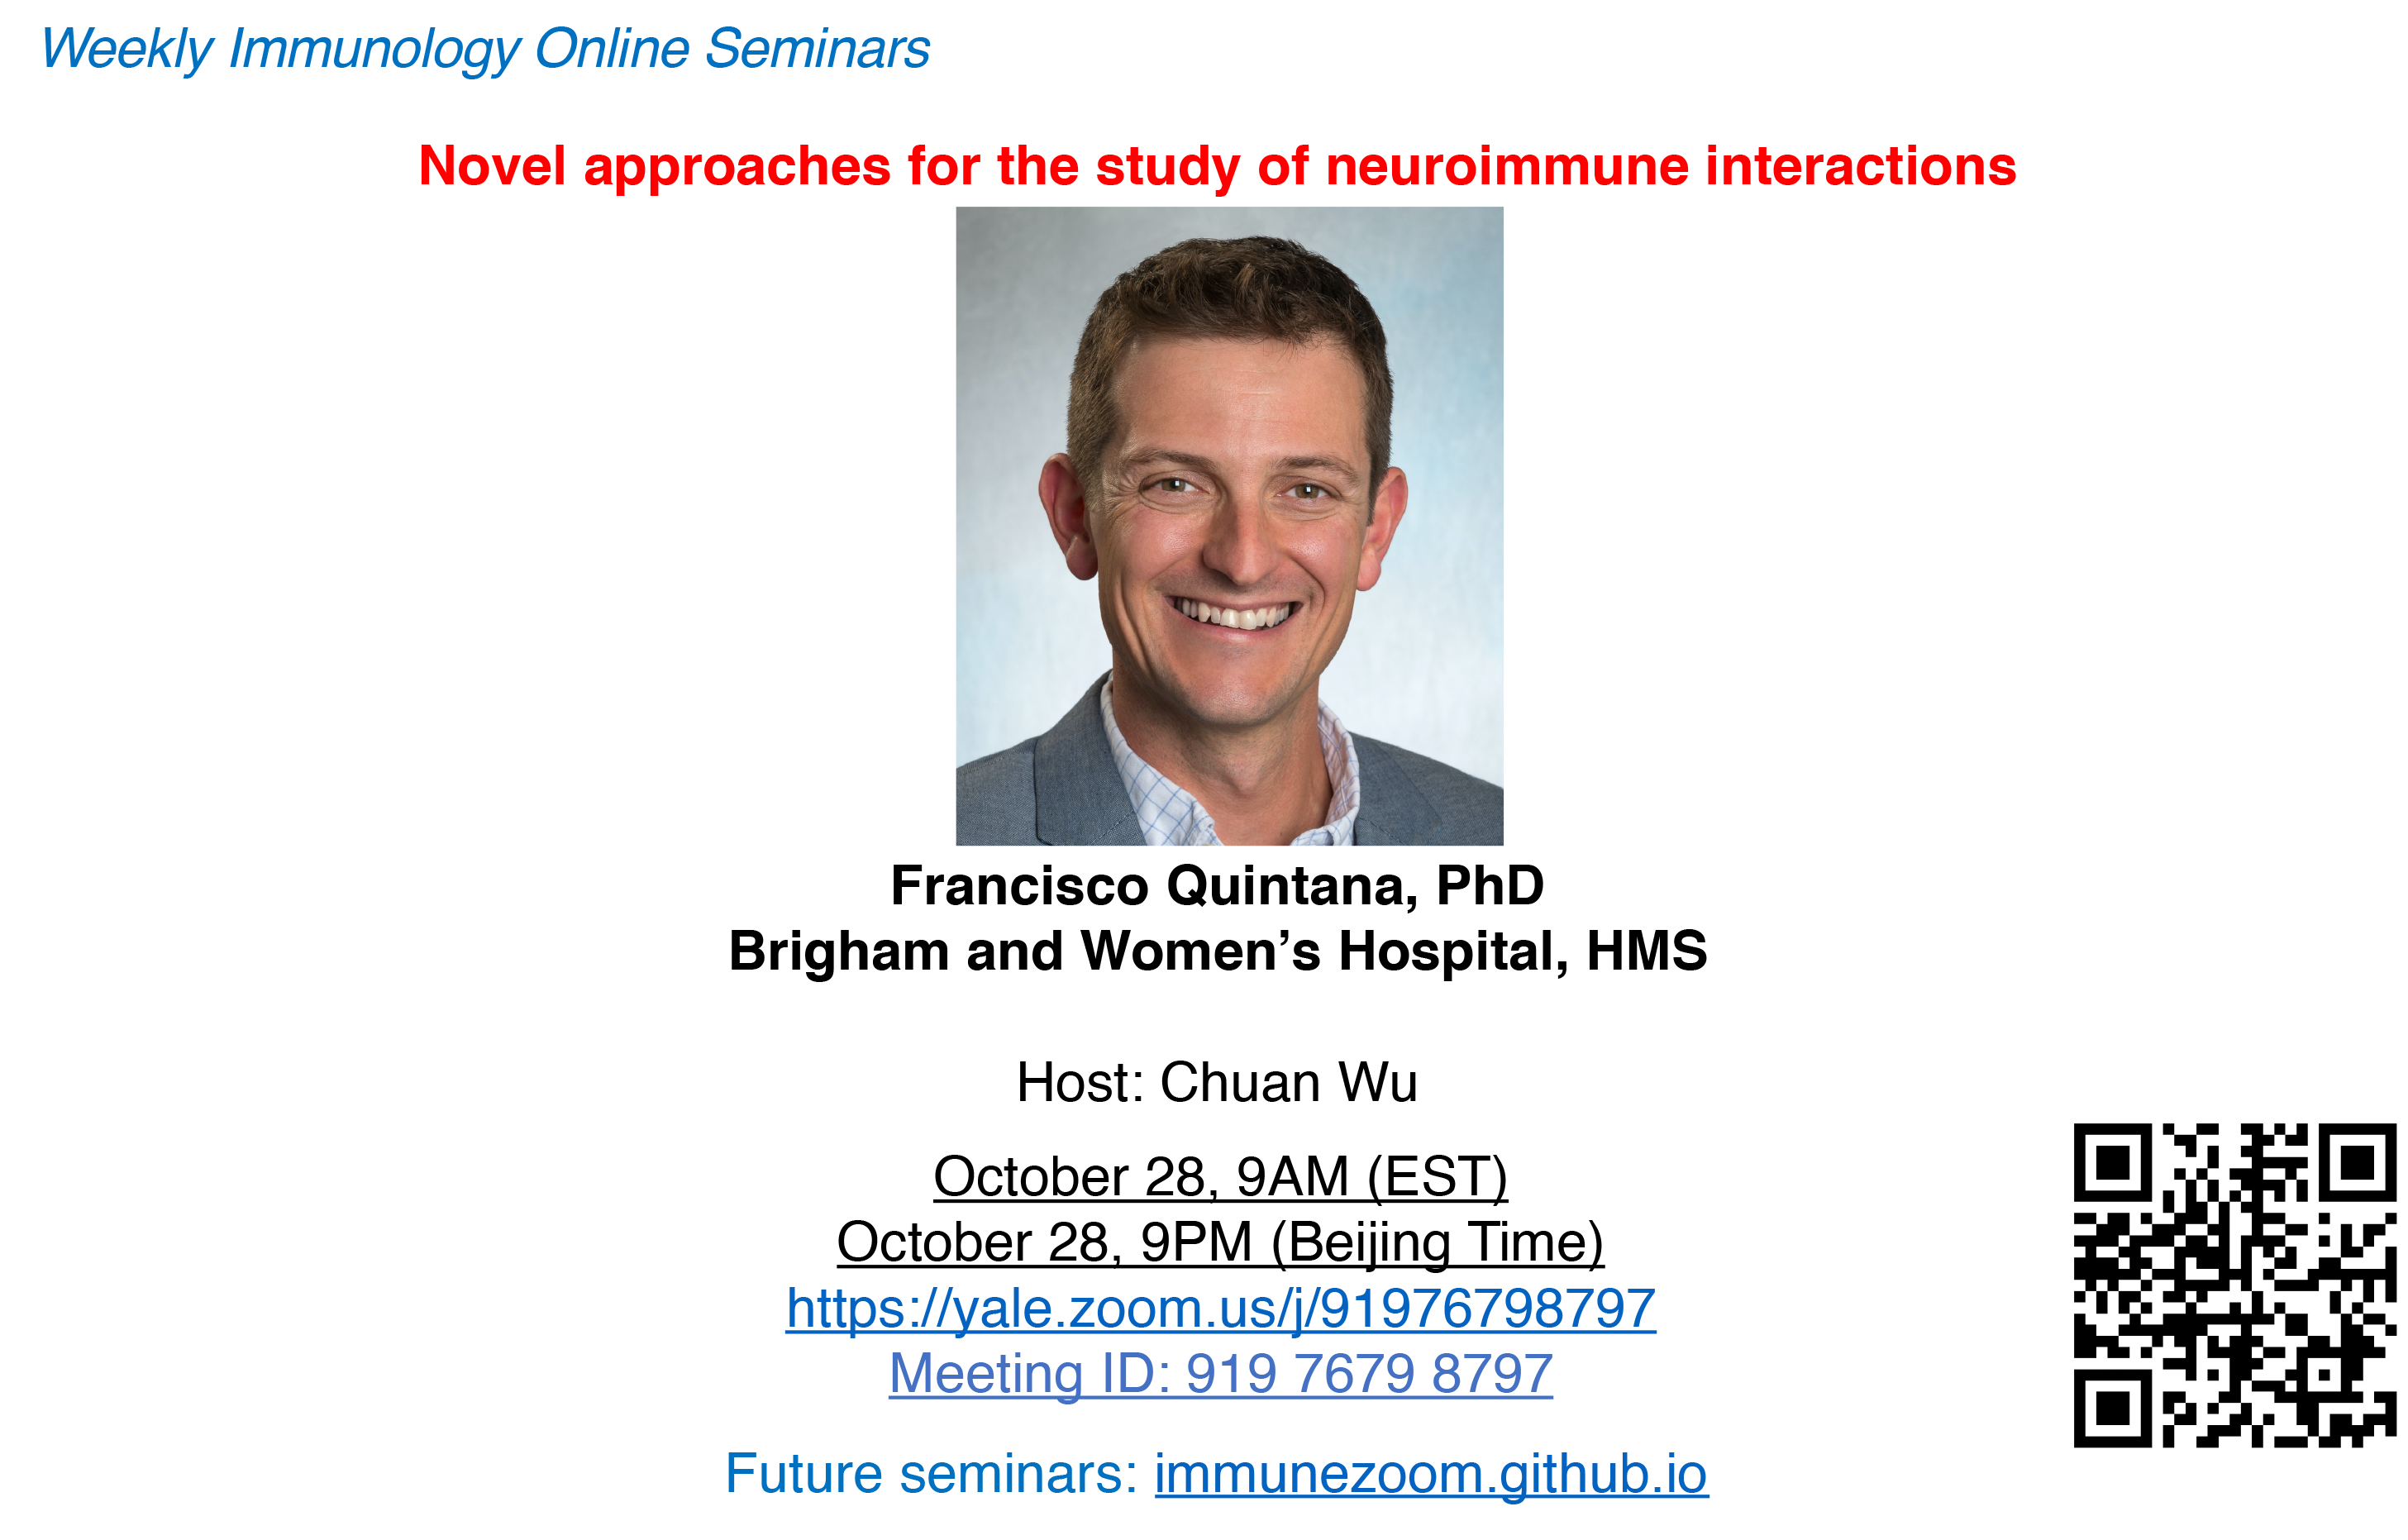 Weekly Immunology Online Seminars
Novel approaches for the study of neuroimmune interactions
Francisco Quintana, PhD
Brigham and Women’s Hospital, HMS
Host: Chuan Wu
October 28, 9AM (EST)
October 28, 9PM (Beijing Time)
https://yale.zoom.us/j/91976798797
Meeting ID: 919 7679 8797
Future seminars: immunezoom.github.io